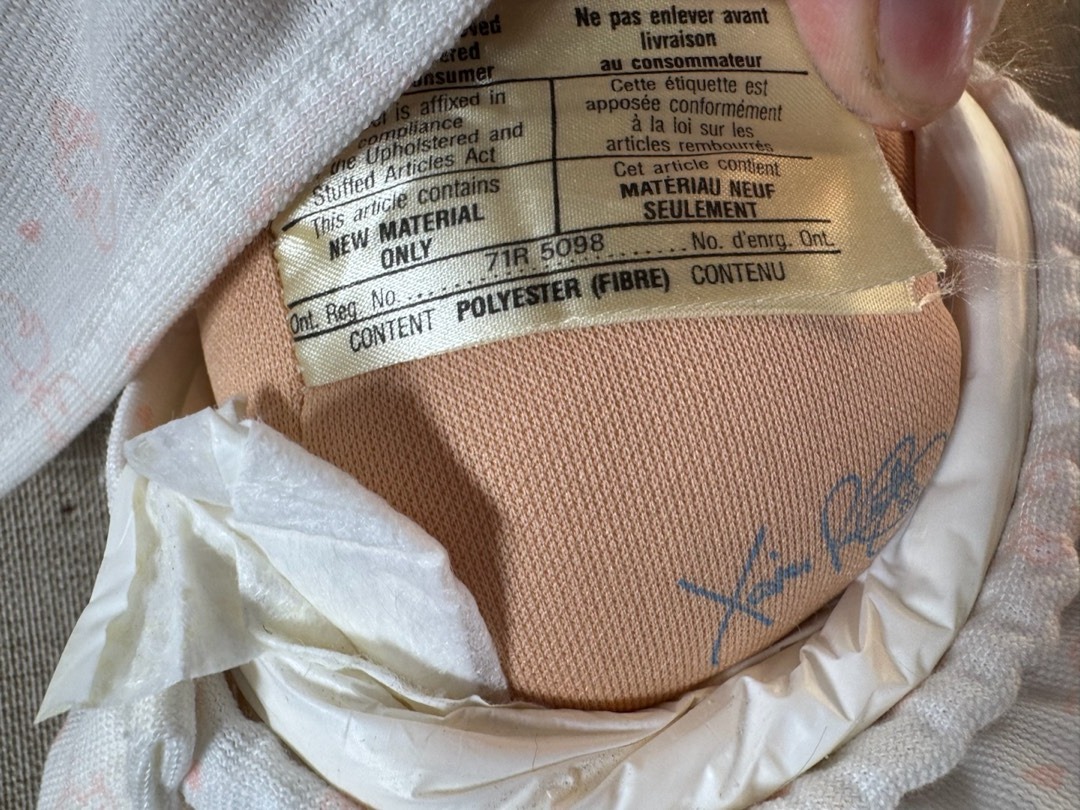 Ne pas enlever avant
livraison
au consommateur
Cette étiquette est
apposée conformément
à la loi sur les
articles rembourrés
is affixed in
compliance
the Upholstered and
Stuffed Articles Act
Cet article contient
MATÉRIAU NEUF
SEULEMENT
This article contains
NEW MATERIAL
ONLY
Ont. Reg. No. 71R 5098 No. d'enrg. Ont.
CONTENT POLYESTER (FIBRE) CONTENU